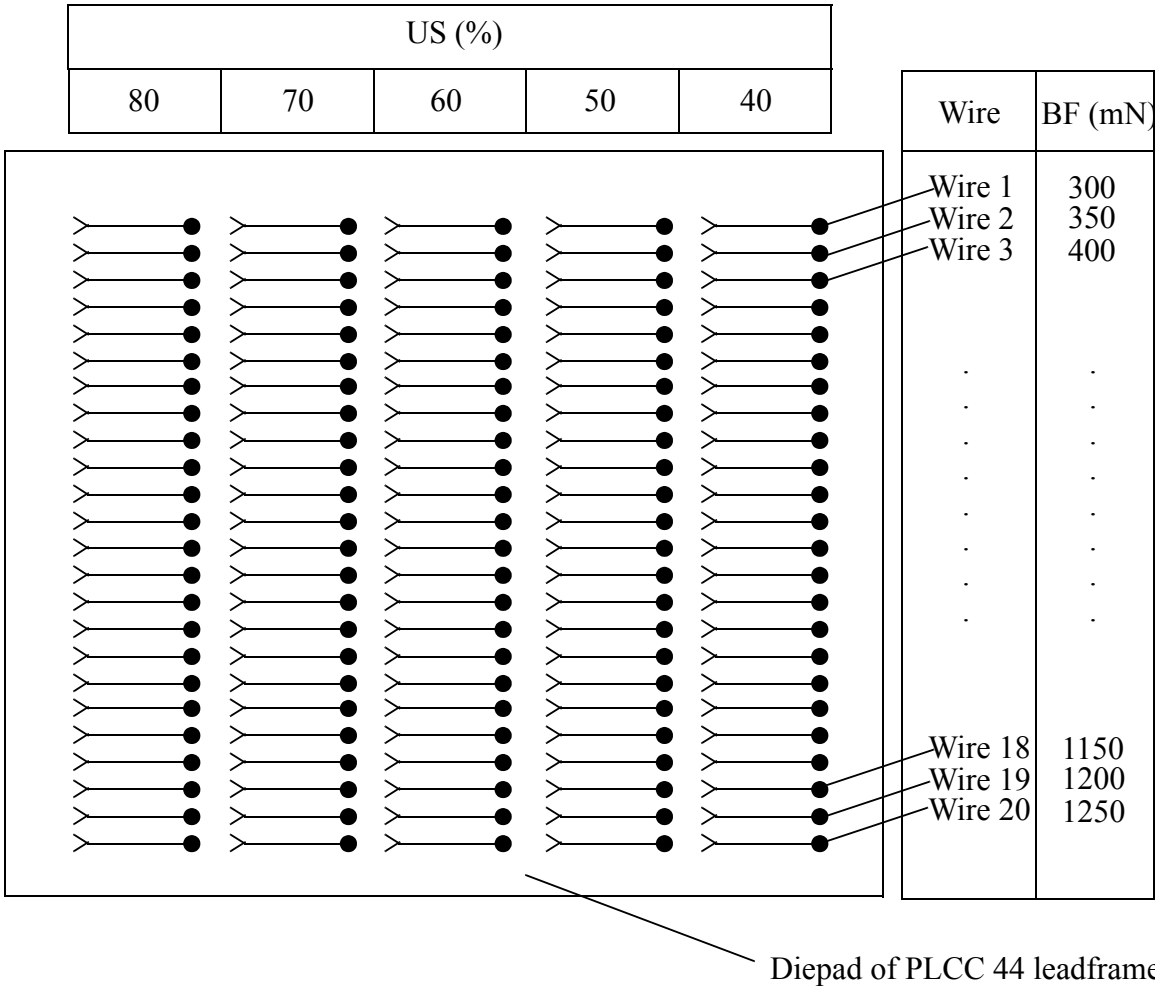 US (%)
80 70 60 50 40
Wire BF (mN)
Wire 1 300
Wire 2 350
Wire 3 400
. .
. .
. .
. .
. .
. .
. .
. .
Wire 18 1150
Wire 19 1200
Wire 20 1250
Diepad of PLCC 44 leadframe